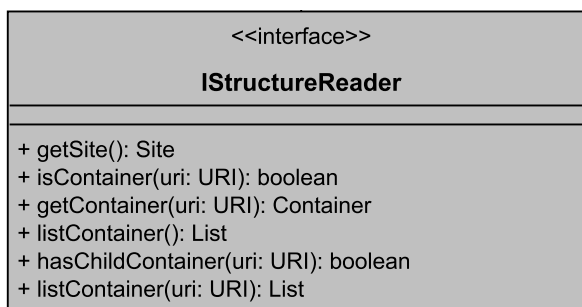 <<interface>>
IStructureReader
+ getSite(): Site
+ isContainer(uri: URI): boolean
+ getContainer(uri: URI): Container
+ listContainer(): List
+ hasChildContainer(uri: URI): boolean
+ listContainer(uri: URI): List